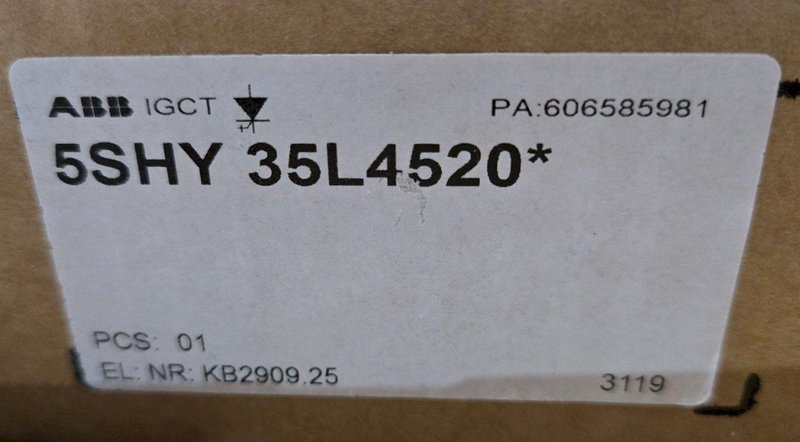 ABB IGCT PA:606585981
5SHY 35L4520*
PCS: 01
EL: NR: KB2909.25 3119